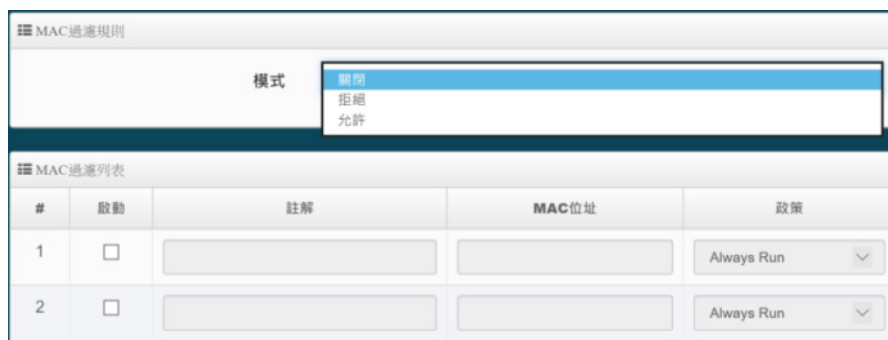 MAC過濾規則
模式
關閉
拒絕
允許
MAC過濾列表
# 啟動 註解 MAC位址 政策
1 Always Run
2 Always Run